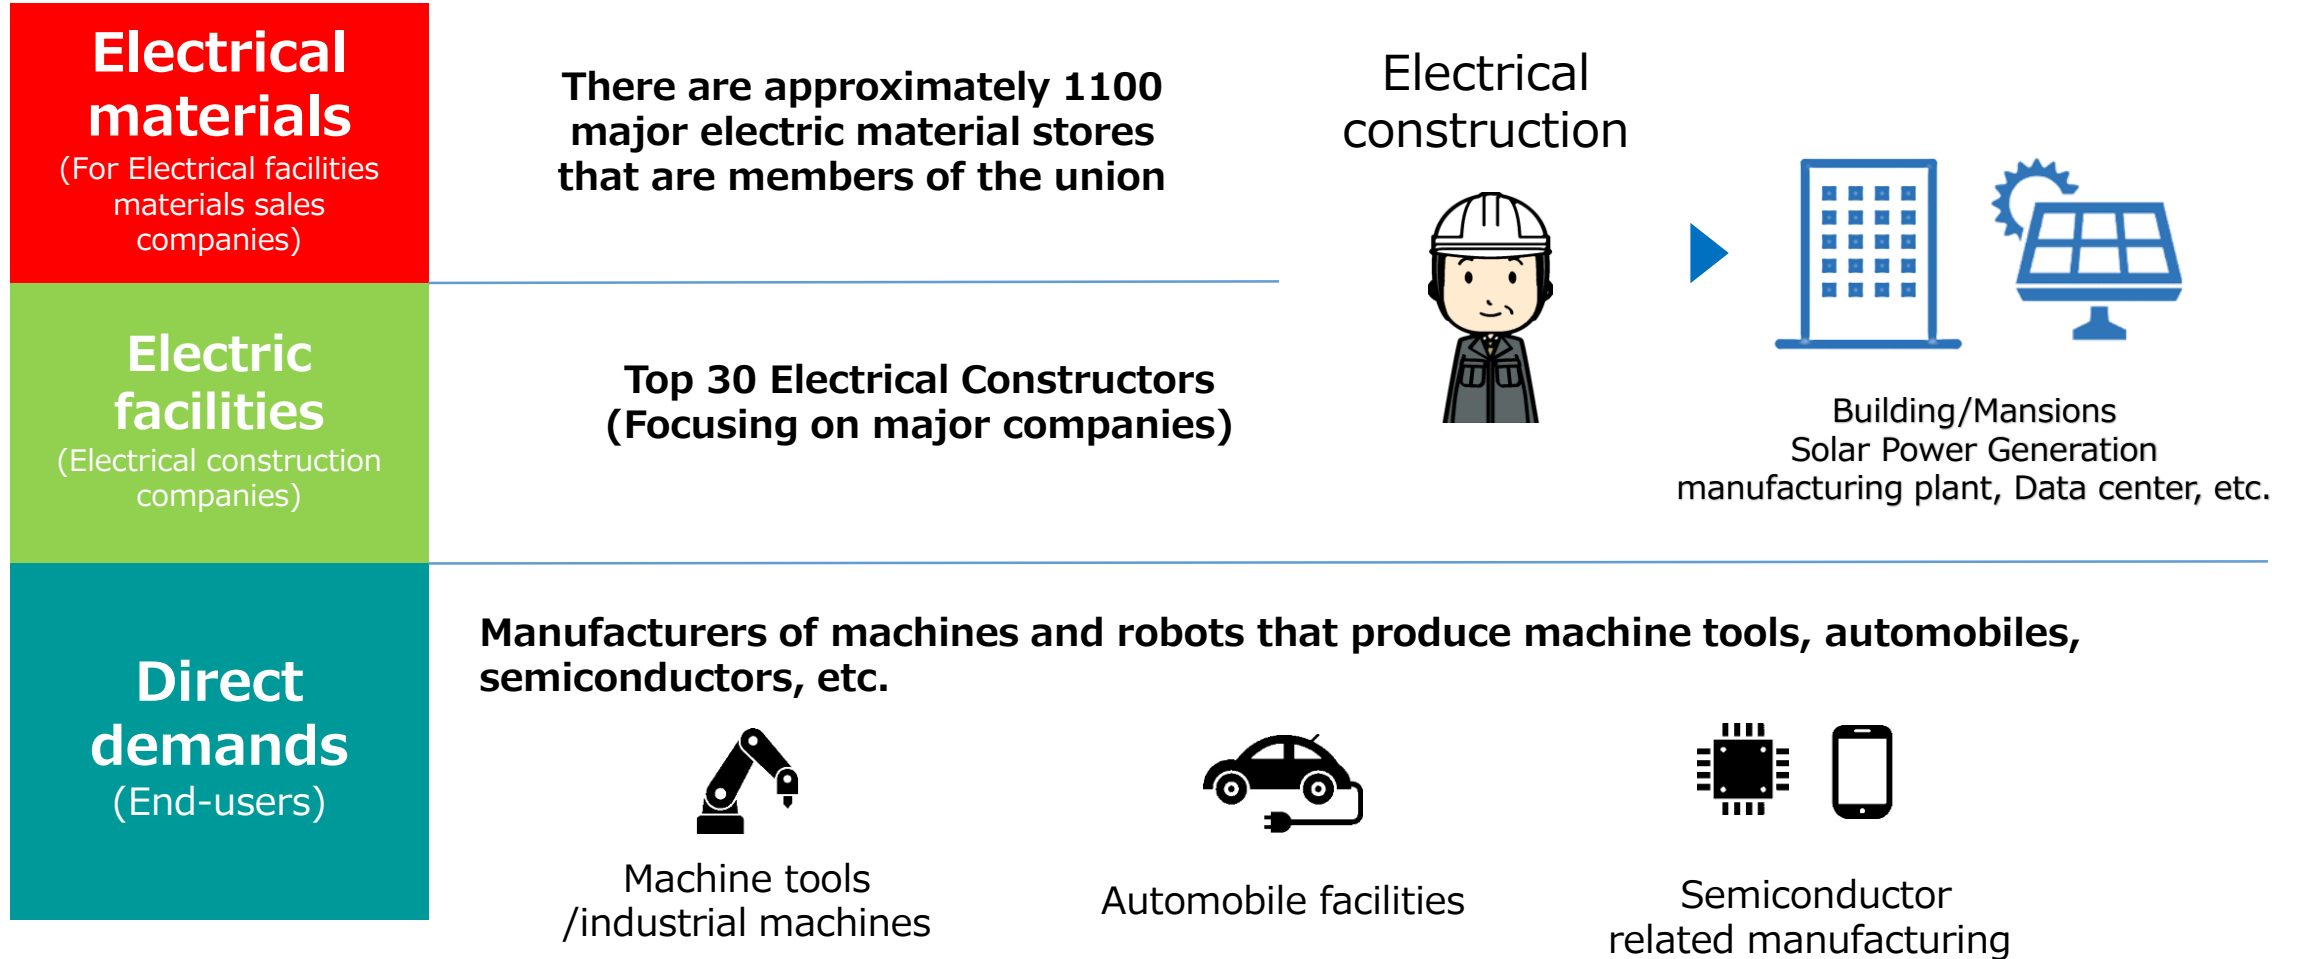 Electrical
materials
(For Electrical facilities
materials sales
companies)
There are approximately 1100
major electric material stores
that are members of the union
Electrical
construction
Electric
facilities
(Electrical construction
companies)
Top 30 Electrical Constructors
(Focusing on major companies)
Building/Mansions
Solar Power Generation
manufacturing plant, Data center, etc.
Direct
demands
(End-users)
Manufacturers of machines and robots that produce machine tools, automobiles,
semiconductors, etc.
Machine tools
/industrial machines
Automobile facilities
Semiconductor
related manufacturing